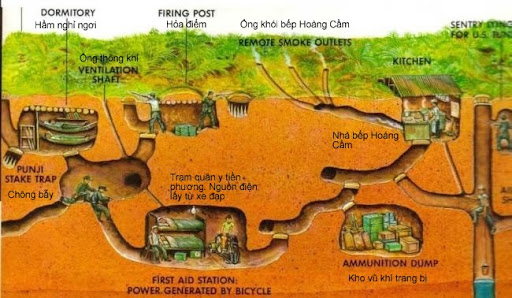 DORMITORY
Hầm nghỉ ngơi
FIRING POST
Hỏa điểm
Ống khói bếp Hoàng Cầm
REMOTE SMOKE OUTLETS
SENTRY
FOR U.S.
KITCHEN
Ống thông khí
VENTILATION
SHAFT
Nhà bếp Hoàng
Cầm
PUNJI
STAKE TRAP
Chông bẫy
Trạm quân y tiền
phương. Nguồn điện
lấy từ xe đạp
FIRST AID STATION:
POWER GENERATED BY BICYCLE
AMMUNITION DUMP
Kho vũ khí trang bị